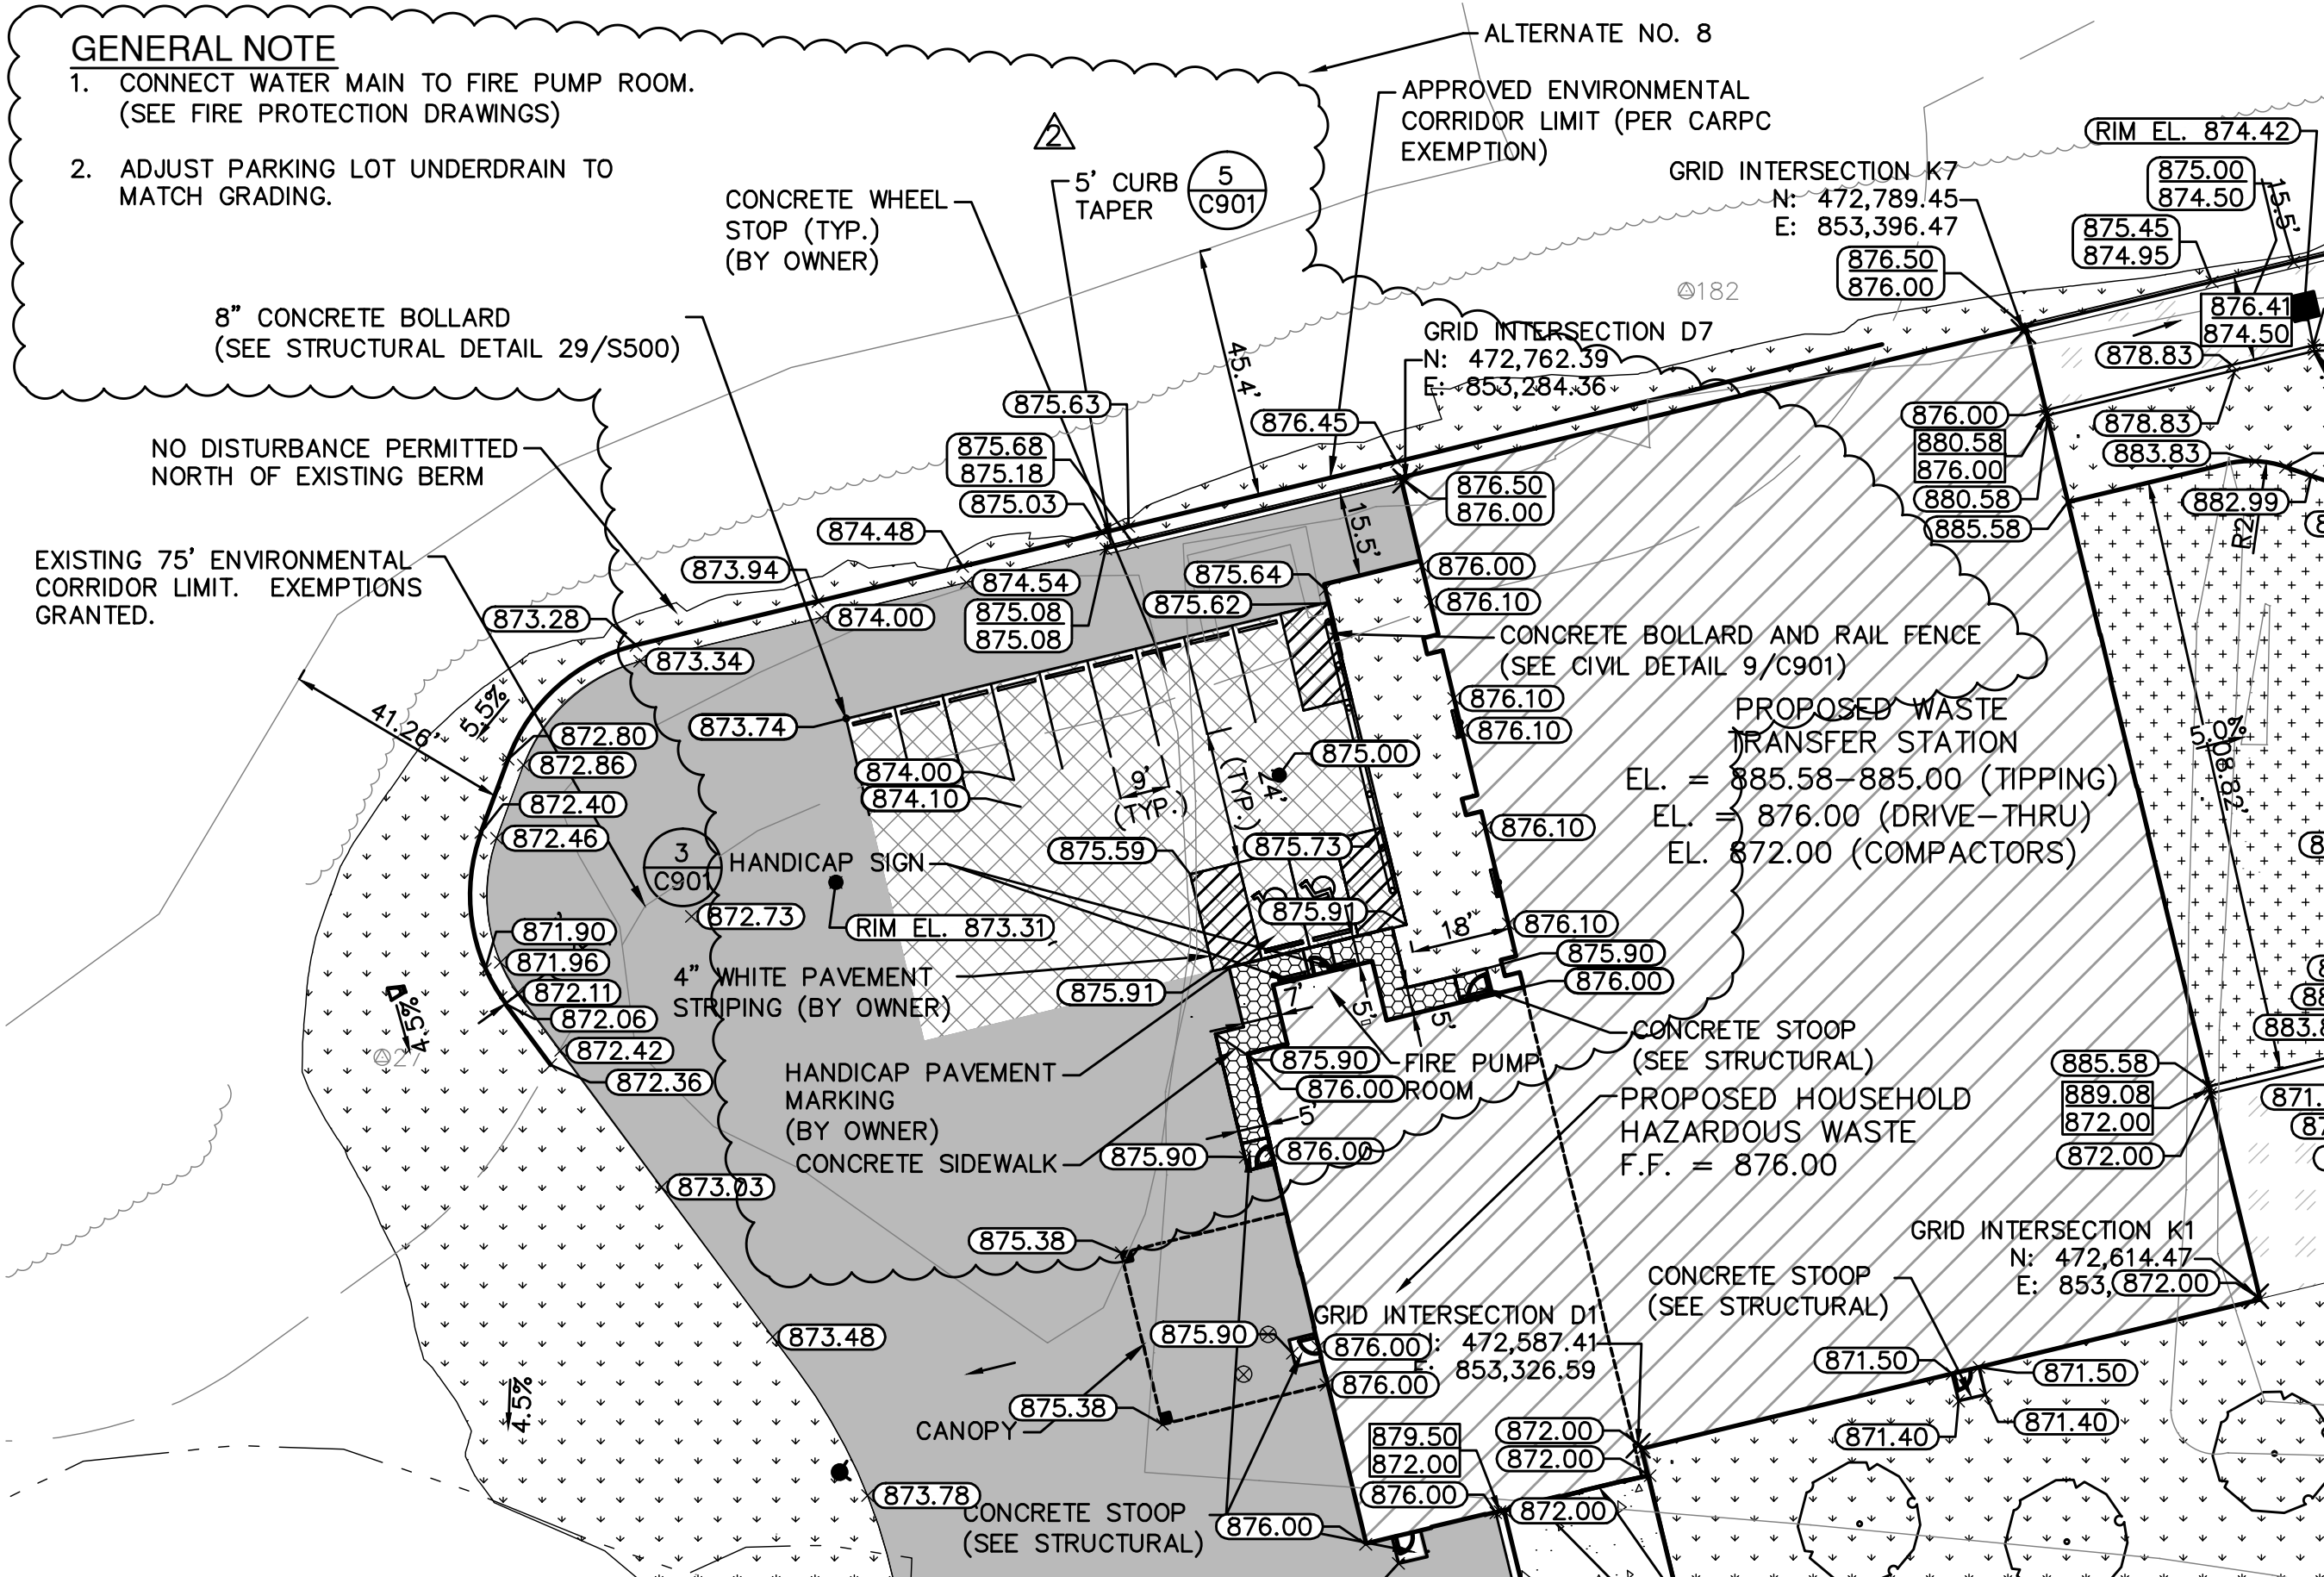 GENERAL NOTE
1. CONNECT WATER MAIN TO FIRE PUMP ROOM.
(SEE FIRE PROTECTION DRAWINGS)
2. ADJUST PARKING LOT UNDERDRAIN TO
MATCH GRADING.
8" CONCRETE BOLLARD
(SEE STRUCTURAL DETAIL 29/S500)
NO DISTURBANCE PERMITTED
NORTH OF EXISTING BERM
EXISTING 75' ENVIRONMENTAL
CORRIDOR LIMIT. EXEMPTIONS
GRANTED.
CONCRETE WHEEL
STOP (TYP.)
(BY OWNER)
2
5' CURB
TAPER
5
C901
ALTERNATE NO. 8
APPROVED ENVIRONMENTAL
CORRIDOR LIMIT (PER CARPC
EXEMPTION)
GRID INTERSECTION K7
N: 472,789.45
E: 853,396.47
876.50
876.00
RIM EL. 874.42
875.00
874.50
15.5'
875.45
874.95
876.41
874.50
878.83
182
GRID INTERSECTION D7
N: 472,762.39
E: 853,284.36
45.4'
875.63
876.45
875.68
875.18
875.03
874.48
873.94
873.28
874.54
875.08
875.08
874.00
873.34
876.50
876.00
15.5'
875.64
875.62
876.00
876.10
876.00
880.58
876.00
880.58
885.58
878.83
883.83
882.99
CONCRETE BOLLARD AND RAIL FENCE
(SEE CIVIL DETAIL 9/C901)
876.10
876.10
PROPOSED WASTE
TRANSFER STATION
EL. = 885.58-885.00 (TIPPING)
EL. = 876.00 (DRIVE-THRU)
EL. 872.00 (COMPACTORS)
5.0%
41.26'
5.5%
872.80
872.86
872.40
872.46
873.74
874.00
874.10
9'
(TYP.)
24'
(TYP.)
875.00
875.59
875.73
876.10
3
C901
HANDICAP SIGN
872.73
RIM EL. 873.31
875.91
18'
876.10
875.90
876.00
871.90
871.96
872.11
872.06
872.42
872.36
4.5%
4" WHITE PAVEMENT
STRIPING (BY OWNER)
875.91
7'
5'
5'
CONCRETE STOOP
(SEE STRUCTURAL)
HANDICAP PAVEMENT
MARKING
(BY OWNER)
875.90
876.00
FIRE PUMP
ROOM
5'
CONCRETE SIDEWALK
875.90
876.00
PROPOSED HOUSEHOLD
HAZARDOUS WASTE
F.F. = 876.00
885.58
889.08
872.00
872.00
873.03
875.38
GRID INTERSECTION K1
N: 472,614.47
E: 853,
872.00
CONCRETE STOOP
(SEE STRUCTURAL)
873.48
875.90
GRID INTERSECTION D1
472,587.41
853,326.59
876.00
876.00
871.50
871.50
871.40
871.40
4.5%
CANOPY
875.38
879.50
872.00
876.00
872.00
872.00
872.00
873.78
CONCRETE STOOP
(SEE STRUCTURAL)
876.00